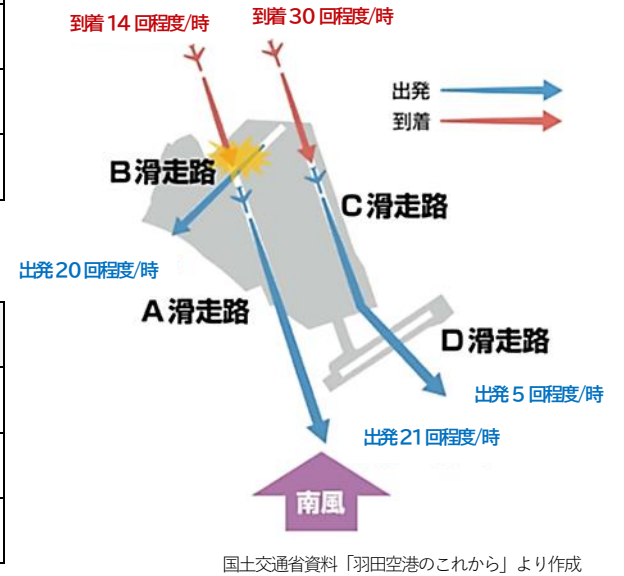 到着14回程度/時
到着30回程度/時
出発
到着
B滑走路
C滑走路
出発20回程度/時
A滑走路
D滑走路
出発5回程度/時
出発21回程度/時
南風
国土交通省資料「羽田空港のこれから」より作成